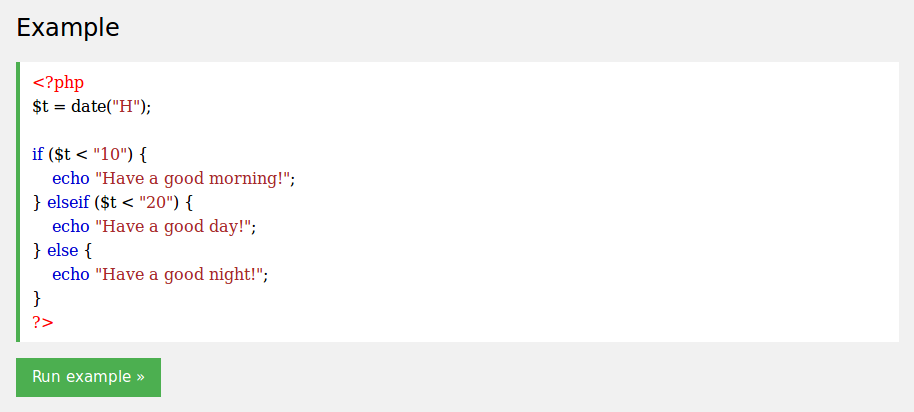 Example
<?php
$t = date("H");
if ($t < "10") {
    echo "Have a good morning!";
} elseif ($t < "20") {
    echo "Have a good day!";
} else {
    echo "Have a good night!";
}
?>
Run example »